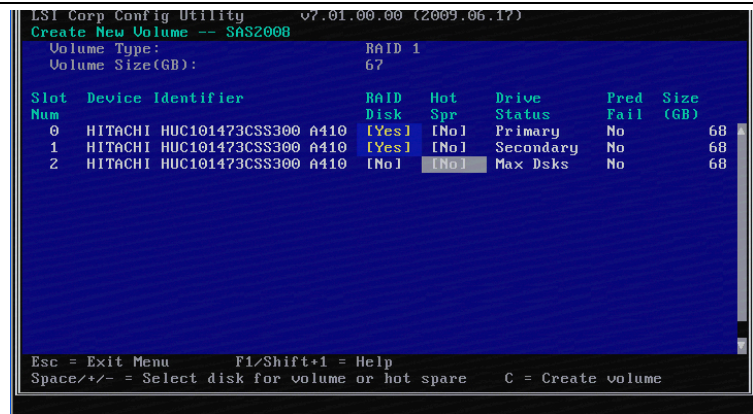 LSI Corp Config Utility v7.01.00.00 (2009.06.17)
Create New Volume -- SAS2008
Volume Type: RAID 1
Volume Size(GB): 67
Slot Device Identifier RAID Hot Drive Pred Size
Num Disk Spr Status Fail (GB)
0 HITACHI HUC101473CSS300 A410 [Yes] [No] Primary No 68
1 HITACHI HUC101473CSS300 A410 [Yes] [No] Secondary No 68
2 HITACHI HUC101473CSS300 A410 [No] [No] Max Dsks No 68
Esc = Exit Menu F1/Shift+1 = Help
Space/+/- = Select disk for volume or hot spare C = Create volume